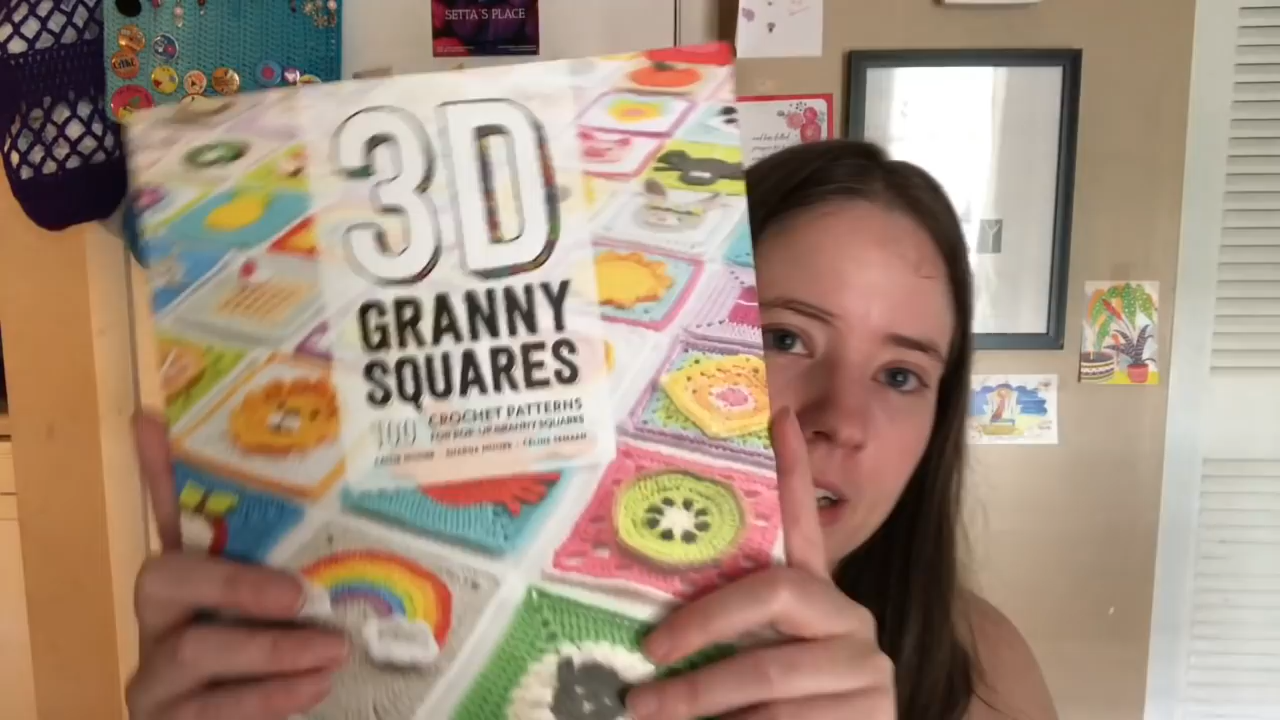 SETTA'S PLACE
3D
GRANNY
SQUARES
100 CROCHET PATTERNS
FOR POP-UP GRANNY SQUARES